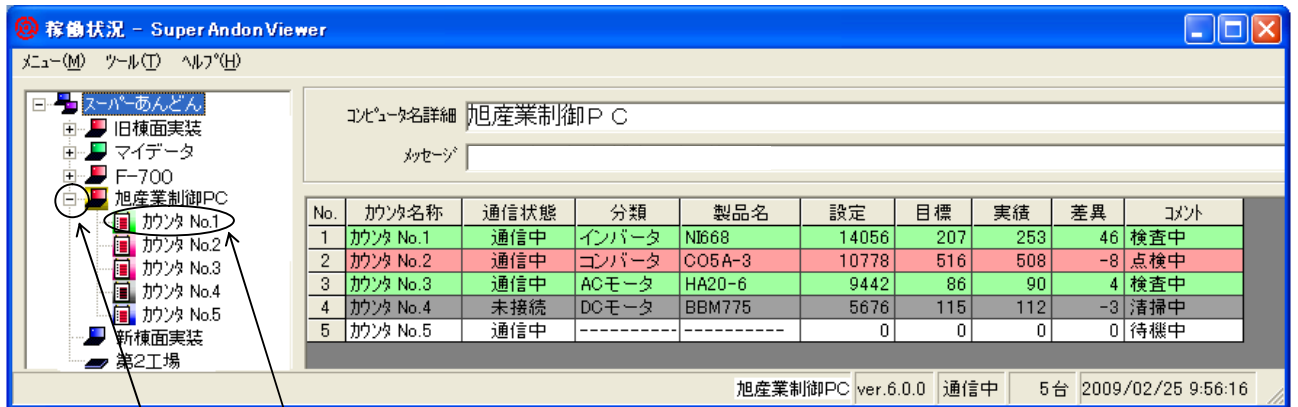 稼働状況 - Super Andon Viewer
メニュー(M) ツール(T) ヘルプ(H)
スーパーあんどん
旧棟面実装
マイデータ
F-700
旭産業制御PC
カウンタ No.1
カウンタ No.2
カウンタ No.3
カウンタ No.4
カウンタ No.5
新棟面実装
第2工場
コンピュータ名詳細 旭産業制御PC
メッセージ
No. カウンタ名称 通信状態 分類 製品名 設定 目標 実績 差異 コメント
1 カウンタ No.1 通信中 インバータ NI668 14056 207 253 46 検査中
2 カウンタ No.2 通信中 コンバータ CO5A-3 10778 516 508 -8 点検中
3 カウンタ No.3 通信中 ACモータ HA20-6 9442 86 90 4 検査中
4 カウンタ No.4 未接続 DCモータ BBM775 5676 115 112 -3 清掃中
5 カウンタ No.5 通信中 ---------- ---------- 0 0 0 0 待機中
旭産業制御PC ver.6.0.0 通信中 5台 2009/02/25 9:56:16